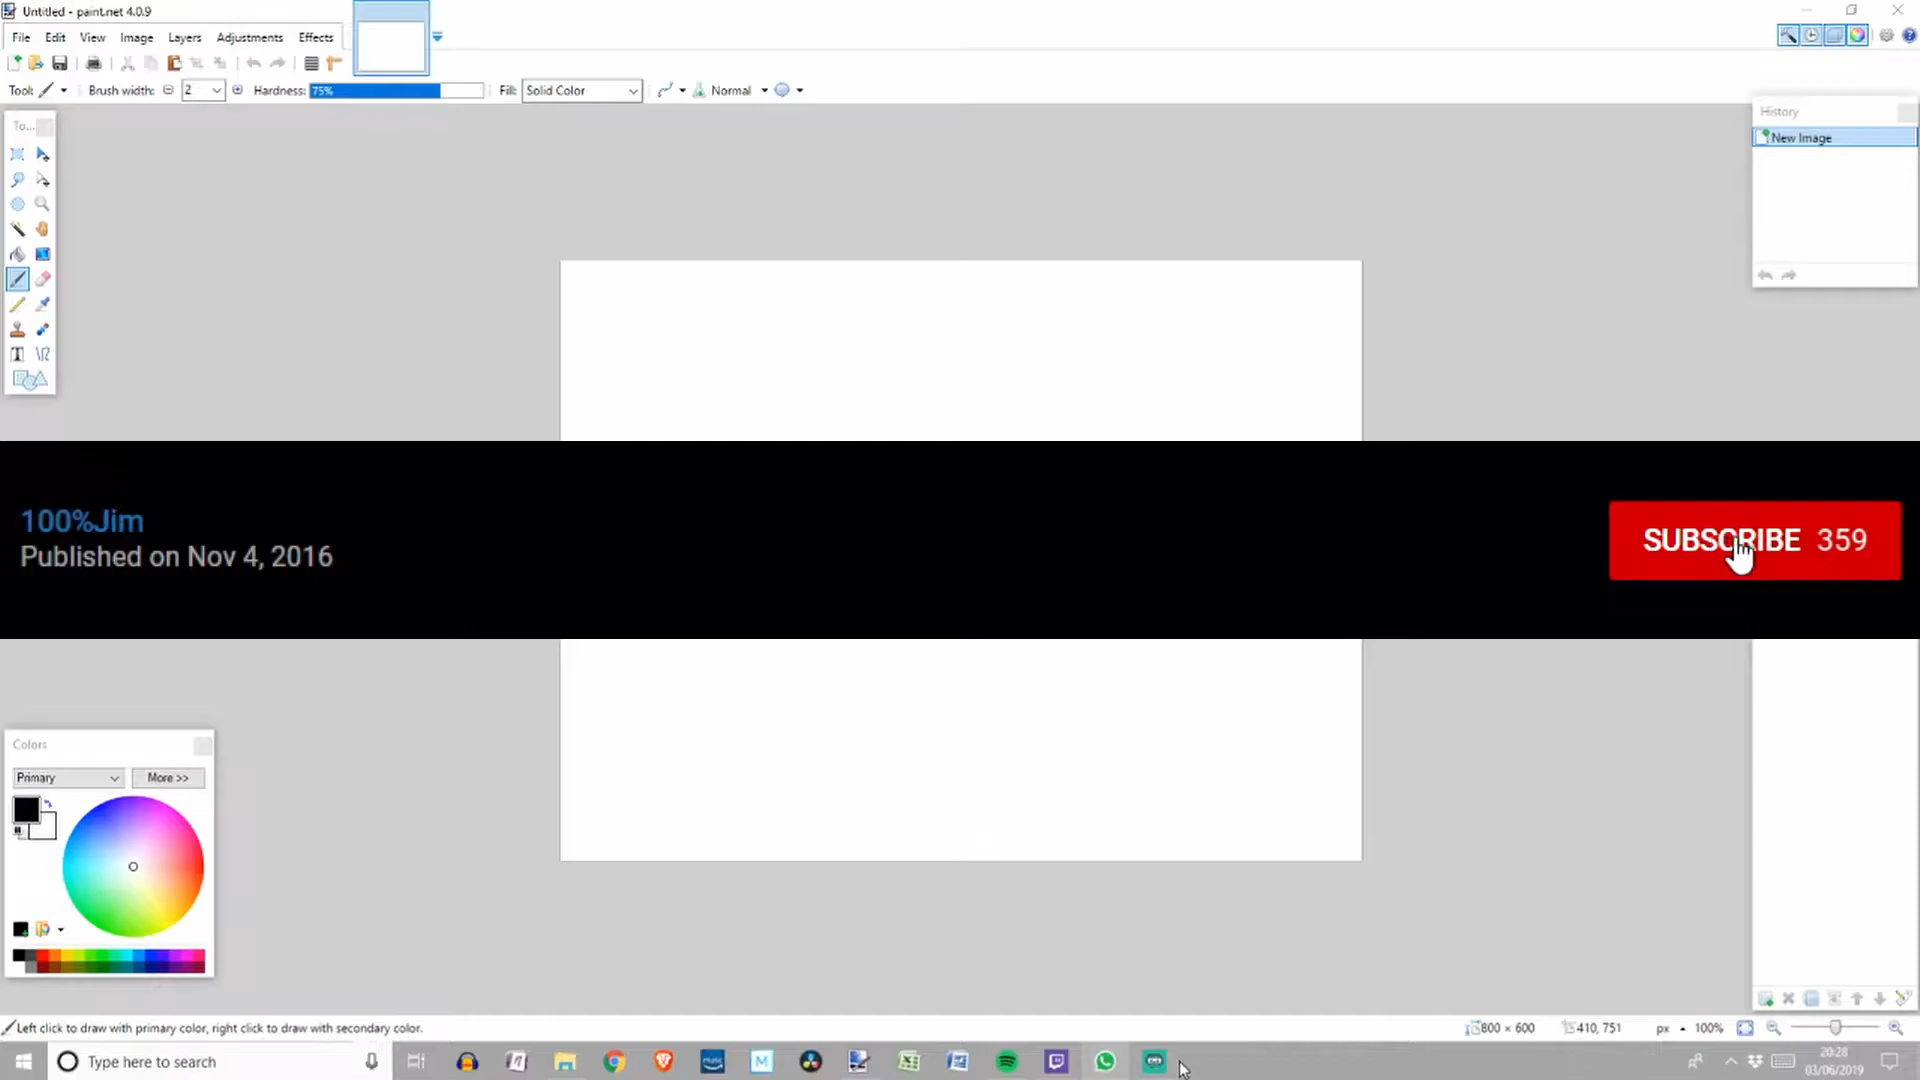 Untitled - paint.net 4.0.9
File Edit View Image Layers Adjustments Effects
Tool: Brush width: 2 Hardness: 75% Fill: Solid Color Normal
To...
History
New Image
100%Jim
Published on Nov 4, 2016
SUBSCRIBE 359
Colors
Primary More >>
Left click to draw with primary color, right click to draw with secondary color.
800 × 600 410, 751 px 100%
Type here to search
music
M
20:28
03/06/2019